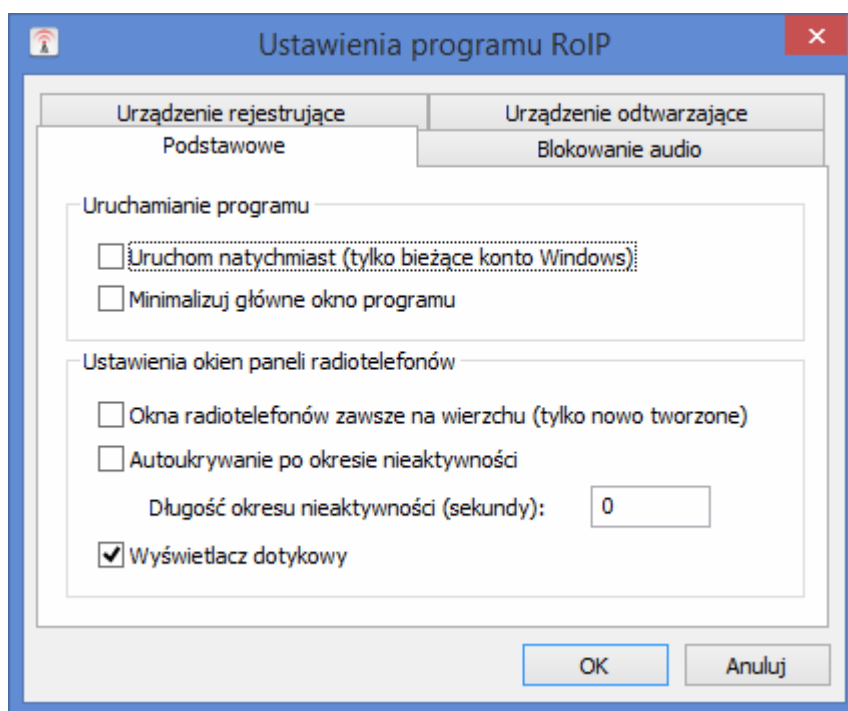 Ustawienia programu RoIP
Urządzenie rejestrujące
Urządzenie odtwarzające
Podstawowe
Blokowanie audio
Uruchamianie programu
Uruchom natychmiast (tylko bieżące konto Windows)
Minimalizuj główne okno programu
Ustawienia okien paneli radiotelefonów
Okna radiotelefonów zawsze na wierzchu (tylko nowo tworzone)
Autoukrywanie po okresie nieaktywności
Długość okresu nieaktywności (sekundy): 0
Wyświetlacz dotykowy
OK
Anuluj